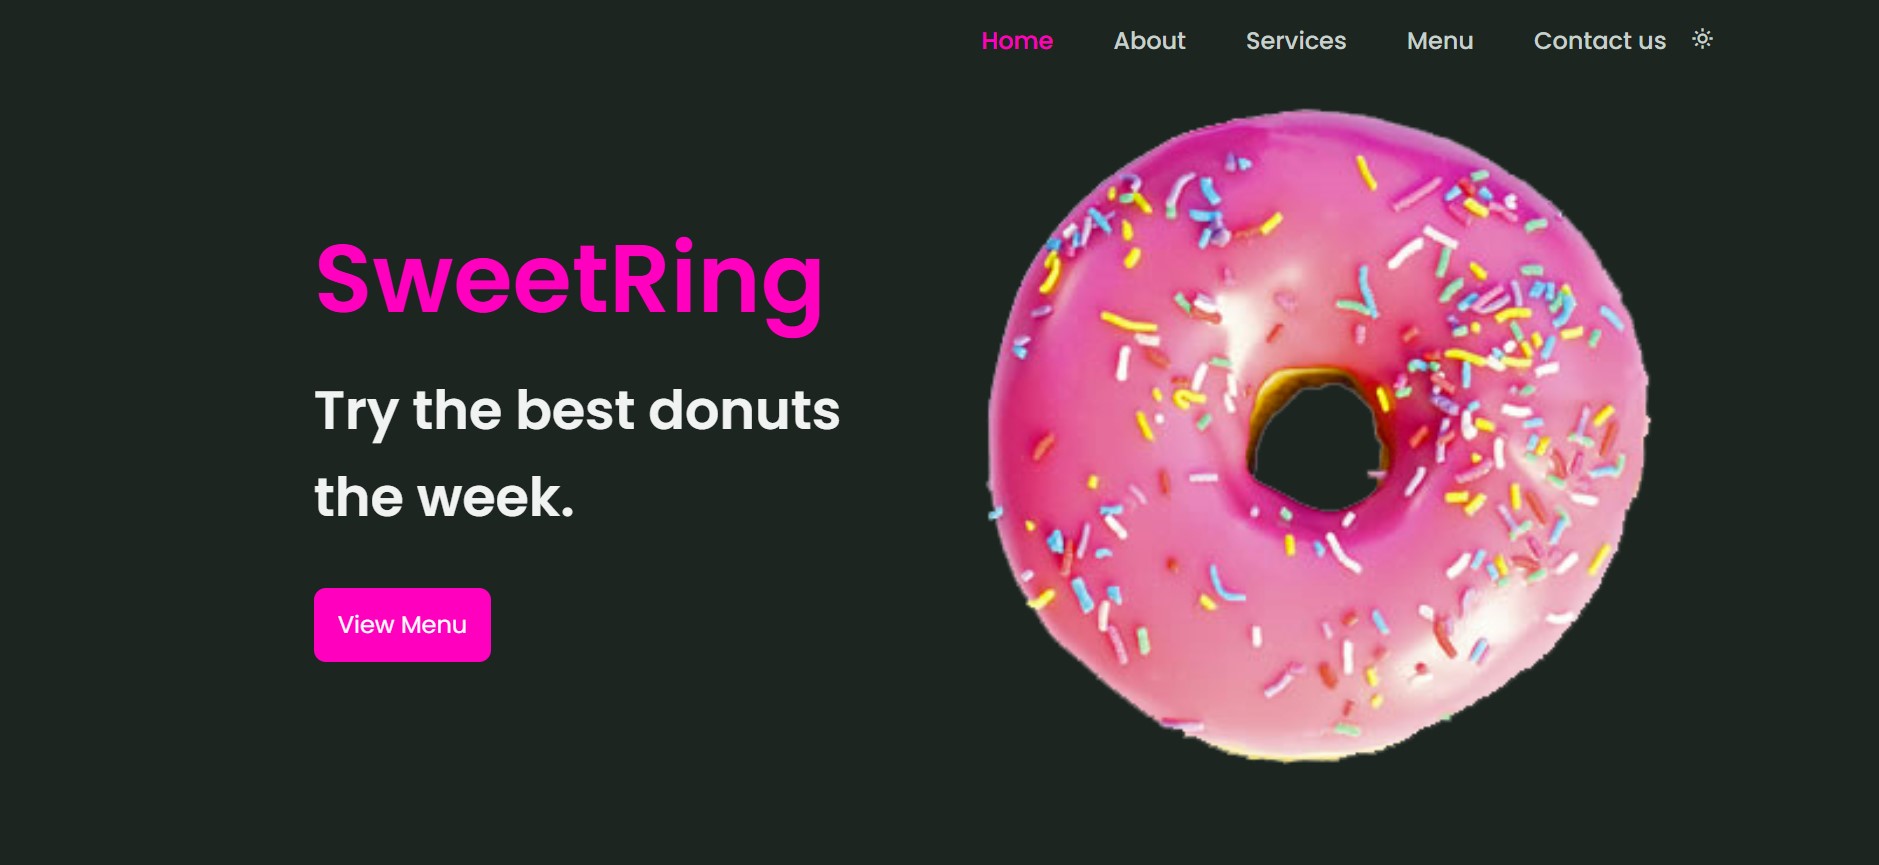 Home About Services Menu Contact us
SweetRing
Try the best donuts
the week.
View Menu